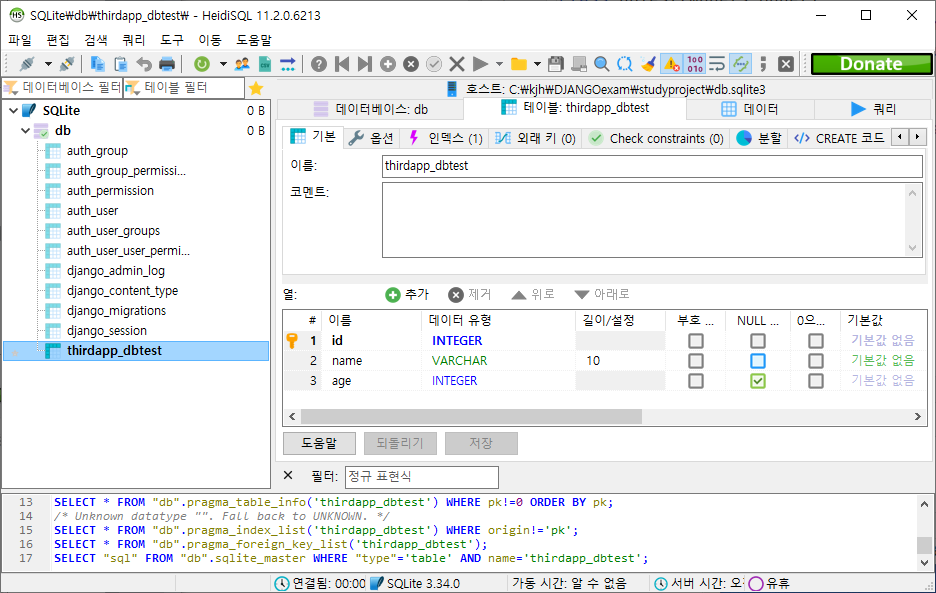 SQLite₩db₩thirdapp_dbtest₩ - HeidiSQL 11.2.0.6213
파일 편집 검색 쿼리 도구 이동 도움말
Donate
데이터베이스 필터 테이블 필터
호스트: C:₩kjh₩DJANGOexam₩studyproject₩db.sqlite3
SQLite 0 B
db 0 B
auth_group
auth_group_permissi...
auth_permission
auth_user
auth_user_groups
auth_user_user_permi...
django_admin_log
django_content_type
django_migrations
django_session
thirdapp_dbtest
데이터베이스: db 테이블: thirdapp_dbtest 데이터 쿼리
기본 옵션 인덱스 (1) 외래 키 (0) Check constraints (0) 분할 CREATE 코드
이름: thirdapp_dbtest
코멘트:
열: 추가 제거 위로 아래로
# 이름 데이터 유형 길이/설정 부호 ... NULL ... 0으... 기본값
1 id INTEGER 기본값 없음
2 name VARCHAR 10 기본값 없음
3 age INTEGER 기본값 없음
도움말 되돌리기 저장
필터: 정규 표현식
13 SELECT * FROM "db".pragma_table_info('thirdapp_dbtest') WHERE pk!=0 ORDER BY pk;
14 /* Unknown datatype "". Fall back to UNKNOWN. */
15 SELECT * FROM "db".pragma_index_list('thirdapp_dbtest') WHERE origin!='pk';
16 SELECT * FROM "db".pragma_foreign_key_list('thirdapp_dbtest');
17 SELECT "sql" FROM "db".sqlite_master WHERE "type"='table' AND name='thirdapp_dbtest';
연결됨: 00:00 SQLite 3.34.0 가동 시간: 알 수 없음 서버 시간: 오 유휴